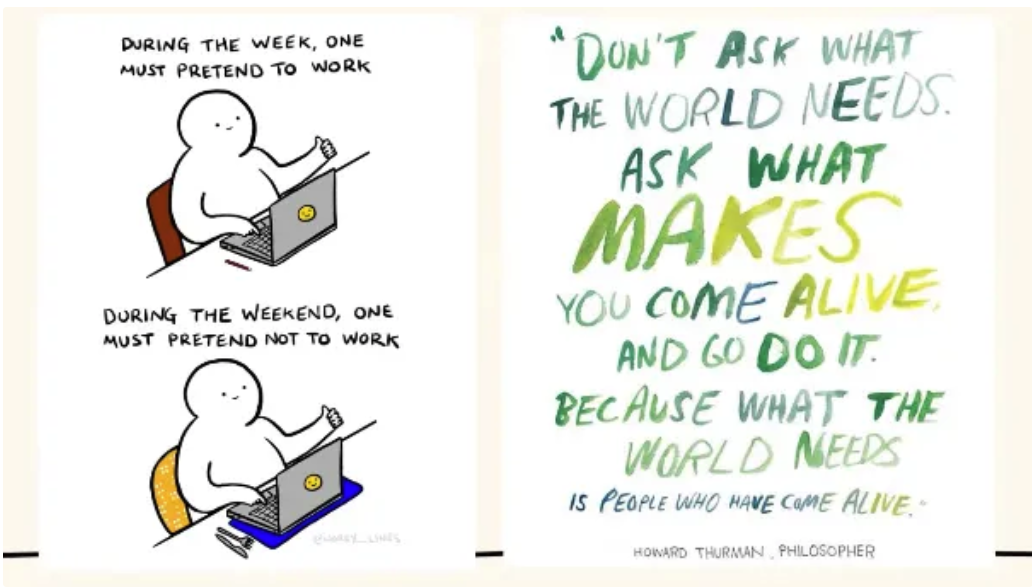 DURING THE WEEK, ONE
MUST PRETEND TO WORK
DURING THE WEEKEND, ONE
MUST PRETEND NOT TO WORK
"DON'T ASK WHAT
THE WORLD NEEDS.
ASK WHAT
MAKES
YOU COME ALIVE,
AND GO DO IT.
BECAUSE WHAT THE
WORLD NEEDS
IS PEOPLE WHO HAVE COME ALIVE."
HOWARD THURMAN, PHILOSOPHER